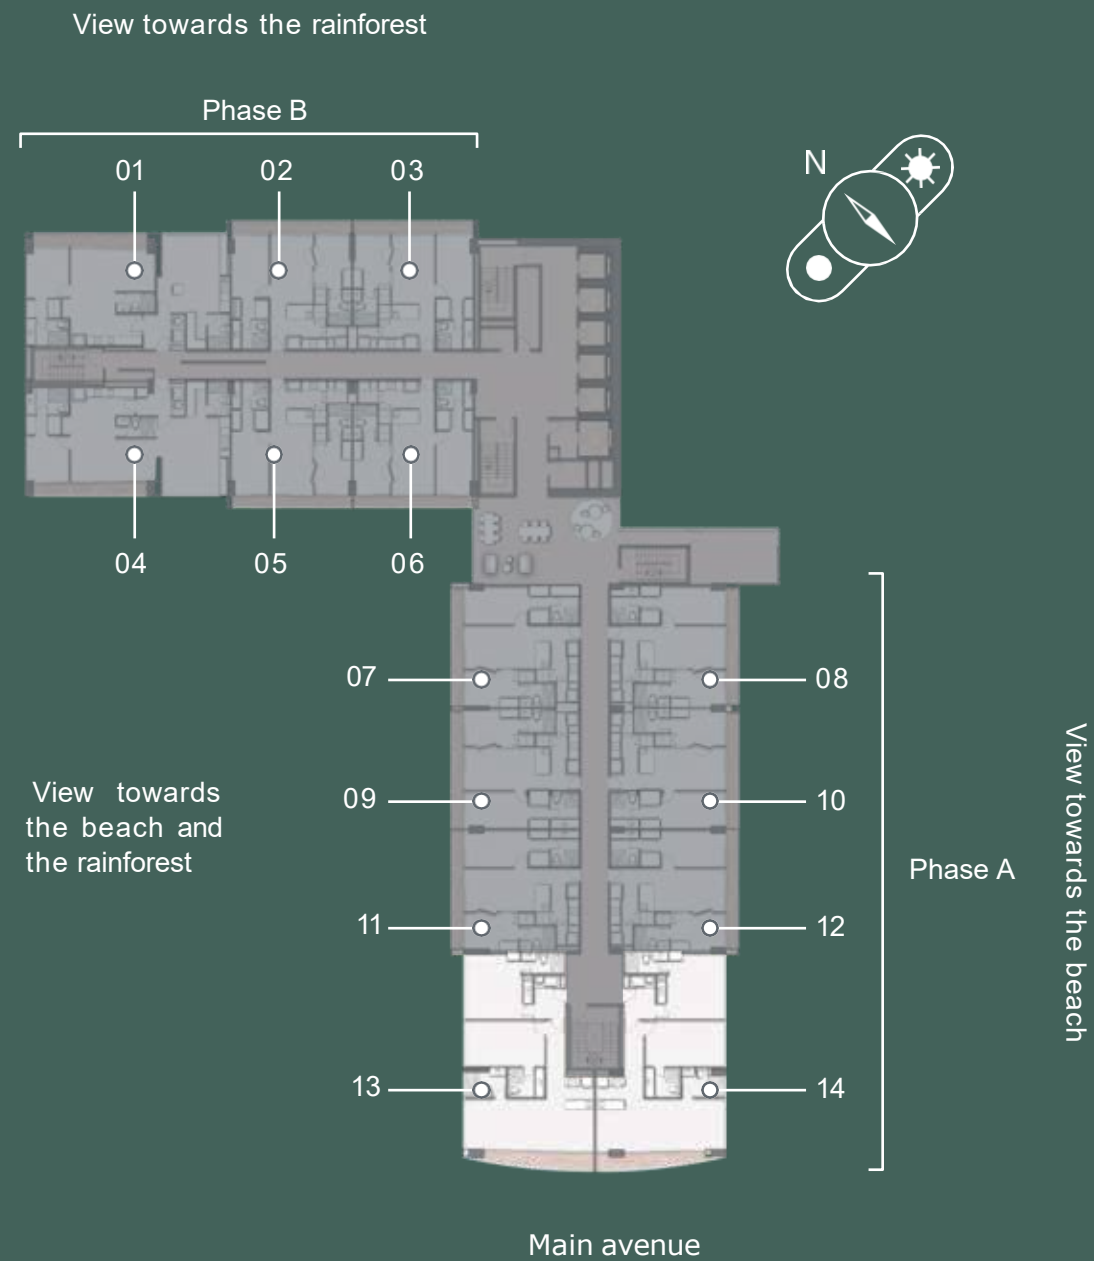 View towards the rainforest
Phase B
01
02
03
N
04
05
06
07
08
View towards
the beach and
the rainforest
09
10
Phase A
View towards the beach
11
12
13
14
Main avenue